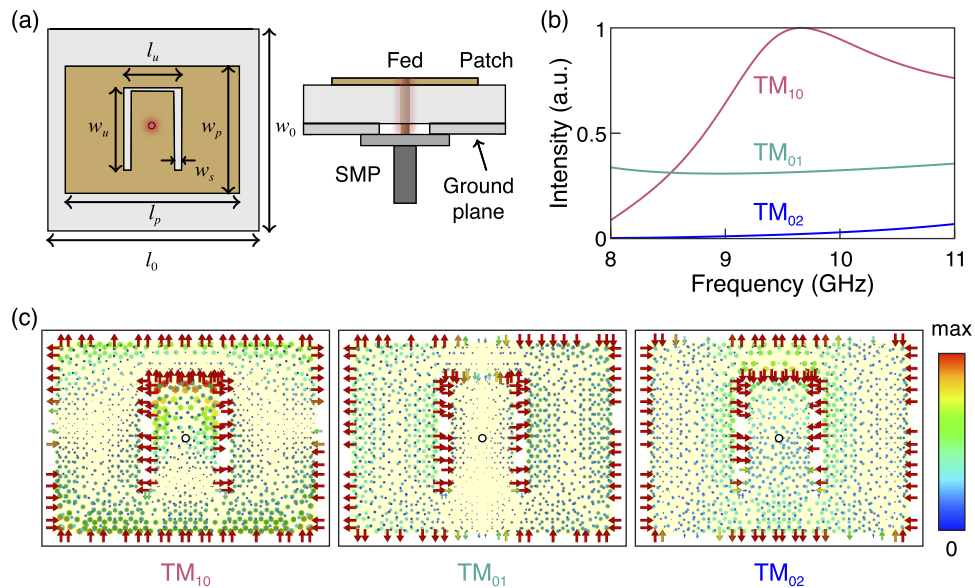 (a)
l_u
w_u
w_p
w_0
w_s
l_p
l_0
Fed
Patch
SMP
Ground
plane
(b)
Intensity (a.u.)
1
0.5
0
TM10
TM01
TM02
8
9
10
11
Frequency (GHz)
(c)
max
0
TM10
TM01
TM02